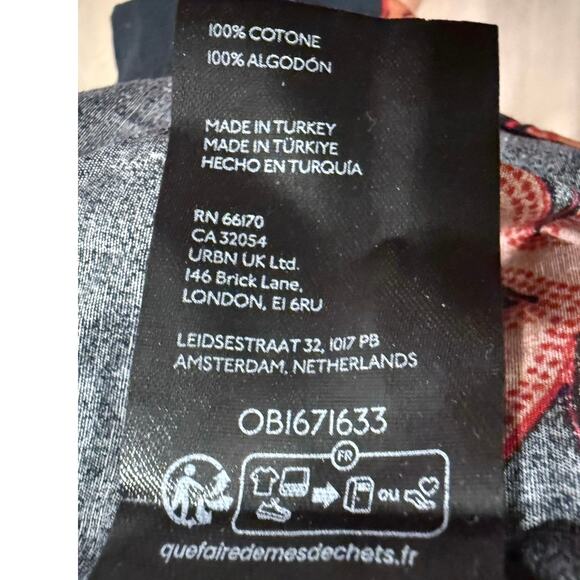 100% COTONE
100% ALGODÓN
MADE IN TURKEY
MADE IN TÜRKIYE
HECHO EN TURQUÍA
RN 66170
CA 32054
URBN UK Ltd.
146 Brick Lane,
LONDON, E1 6RU
LEIDSESTRAAT 32, 1017 PB
AMSTERDAM, NETHERLANDS
OB1671633
FR
ou
quefairedemesdechets.fr